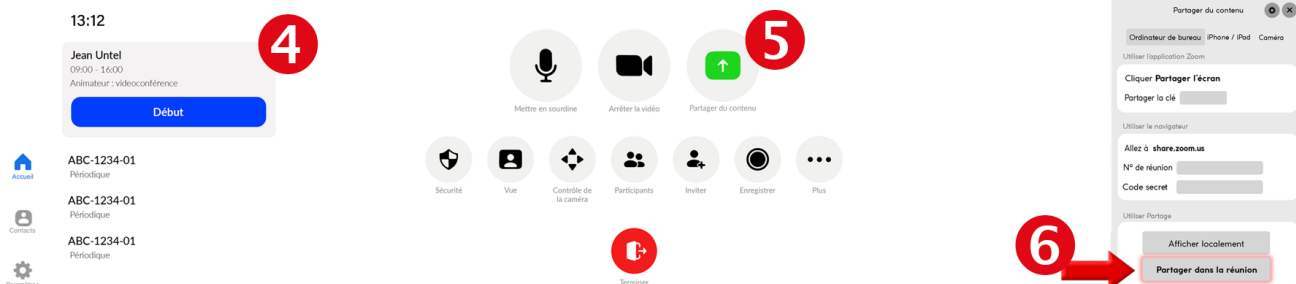 13:12
4
Jean Untel
09:00 - 16:00
Animateur : videoconférence
Début
ABC-1234-01
Périodique
ABC-1234-01
Périodique
ABC-1234-01
Périodique
Accueil
Contacts
5
Mettre en sourdine
Arrêter la vidéo
Partager du contenu
Sécurité
Vue
Contrôle de
la caméra
Participants
Inviter
Enregistrer
Plus
Terminer
Partager du contenu
Ordinateur de bureau iPhone / iPad Caméra
Utiliser l'application Zoom
Cliquer Partager l'écran
Partager la clé
Utiliser le navigateur
Allez à share.zoom.us
Nº de réunion
Code secret
Utiliser Partage
Afficher localement
6
Partager dans la réunion